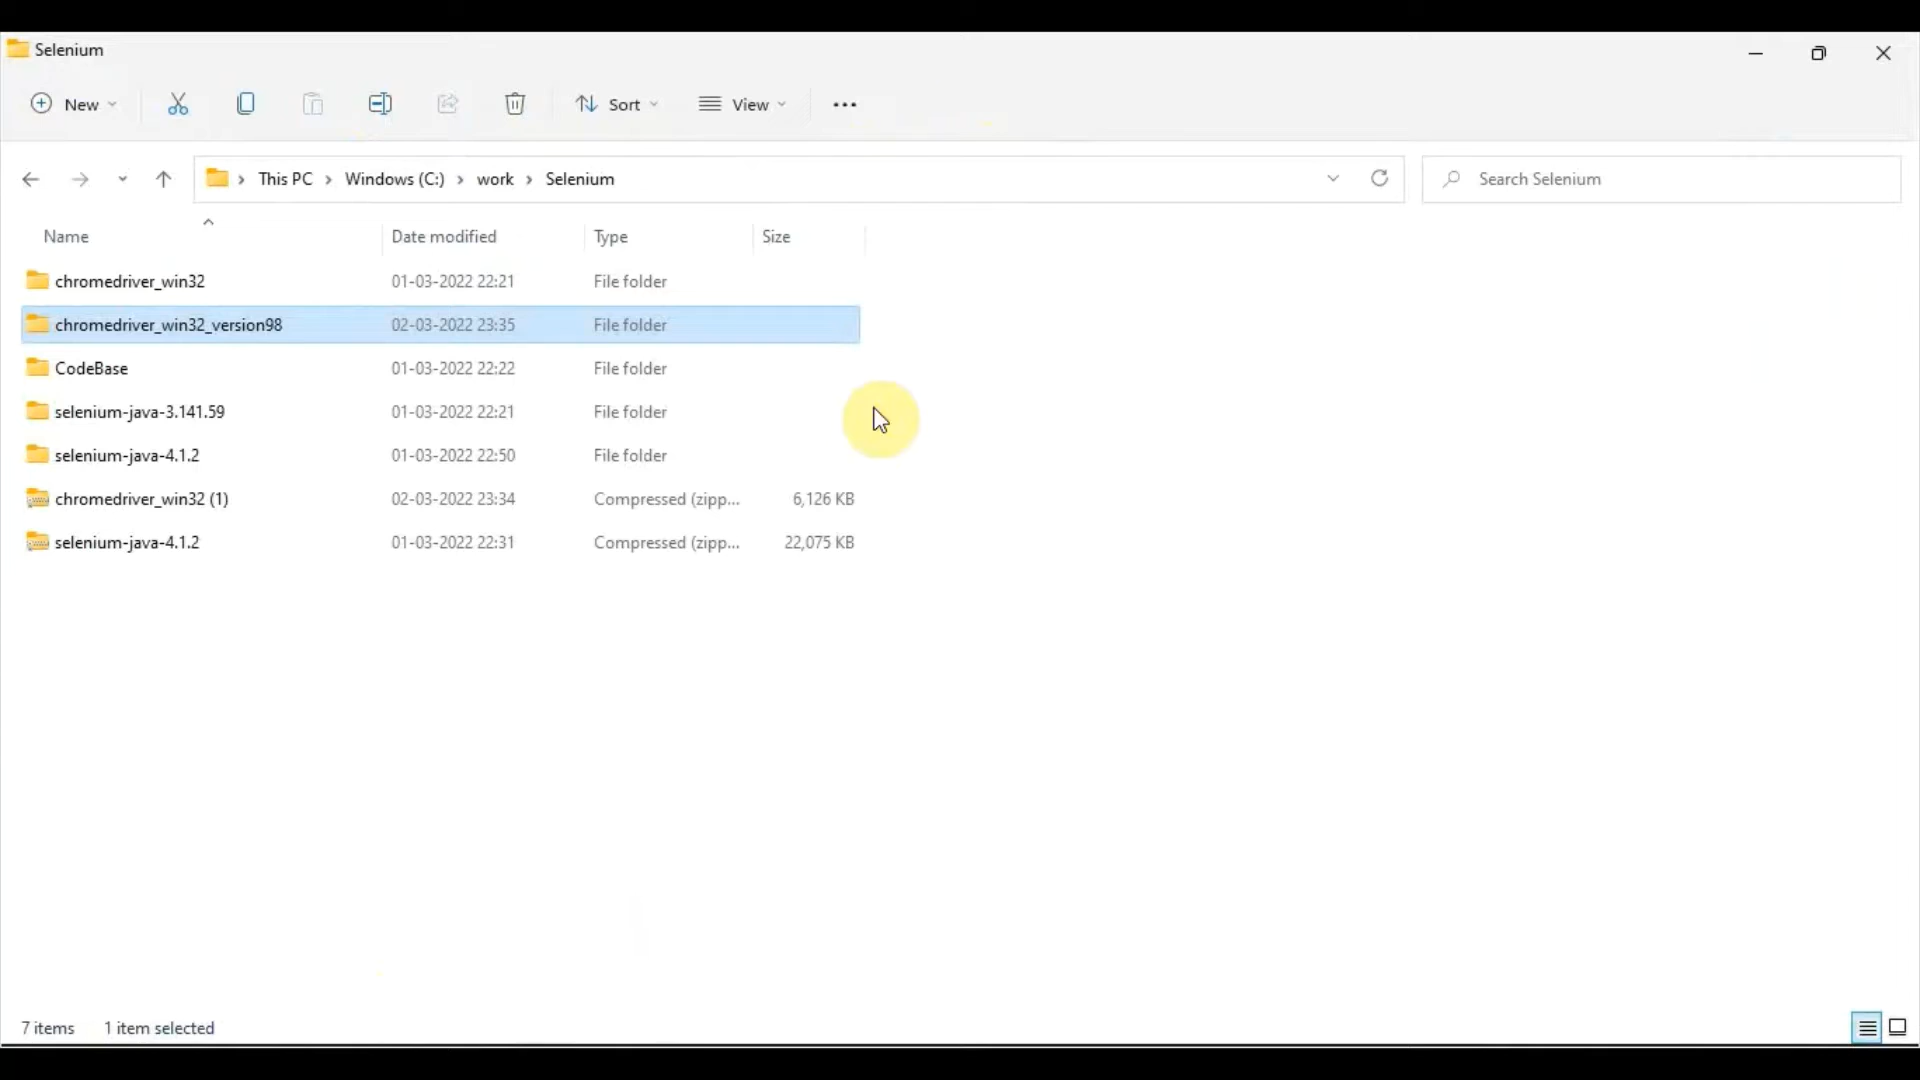 Selenium
New Sort View
This PC Windows (C:) work Selenium Search Selenium
Name Date modified Type Size
chromedriver_win32 01-03-2022 22:21 File folder
chromedriver_win32_version98 02-03-2022 23:35 File folder
CodeBase 01-03-2022 22:22 File folder
selenium-java-3.141.59 01-03-2022 22:21 File folder
selenium-java-4.1.2 01-03-2022 22:50 File folder
chromedriver_win32 (1) 02-03-2022 23:34 Compressed (zipp... 6,126 KB
selenium-java-4.1.2 01-03-2022 22:31 Compressed (zipp... 22,075 KB
7 items 1 item selected